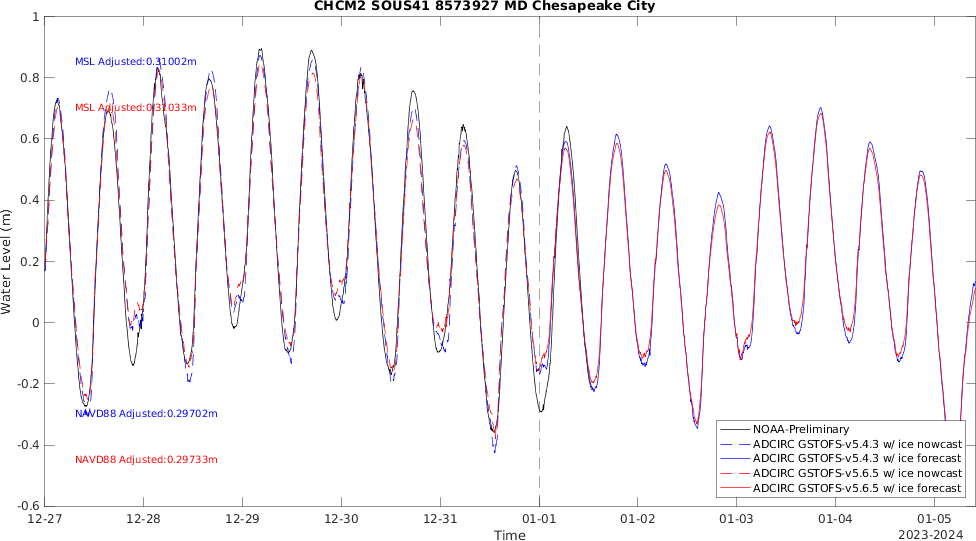 CHCM2 SOUS41 8573927 MD Chesapeake City
1
0.8
0.6
0.4
0.2
0
-0.2
-0.4
-0.6
Water Level (m)
MSL Adjusted:0.31002m
MSL Adjusted:0.31033m
NAVD88 Adjusted:0.29702m
NAVD88 Adjusted:0.29733m
NOAA-Preliminary
ADCIRC GSTOFS-v5.4.3 w/ ice nowcast
ADCIRC GSTOFS-v5.4.3 w/ ice forecast
ADCIRC GSTOFS-v5.6.5 w/ ice nowcast
ADCIRC GSTOFS-v5.6.5 w/ ice forecast
12-27 12-28 12-29 12-30 12-31 01-01 01-02 01-03 01-04 01-05
Time
2023-2024